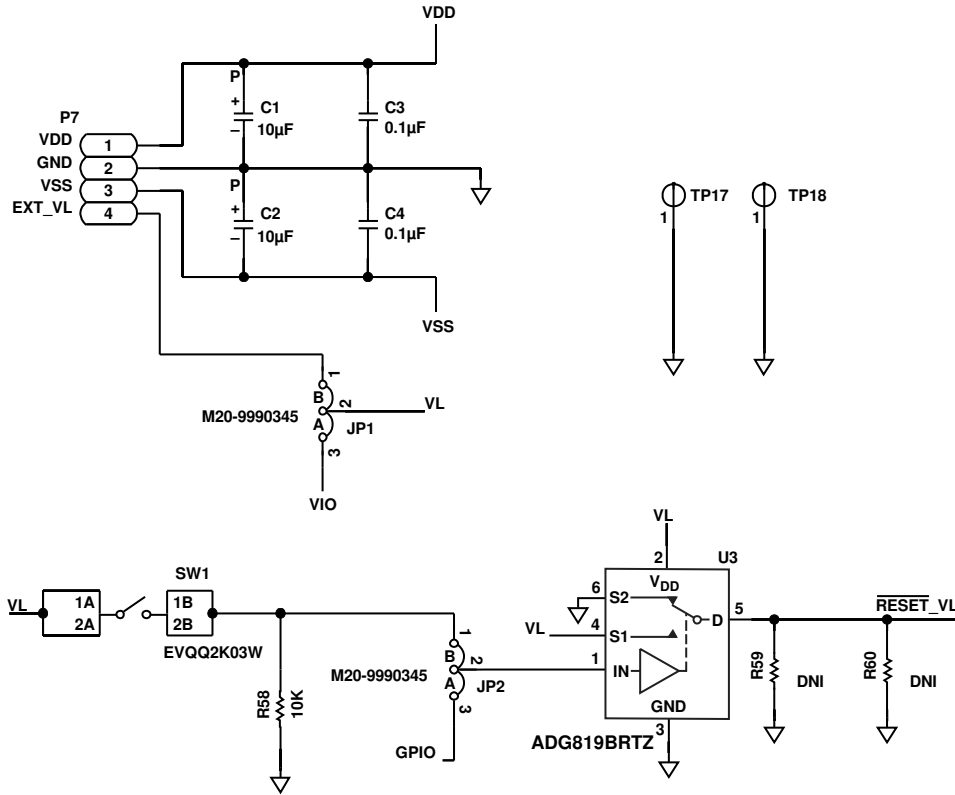 VDD
P
+
–
C1
10µF
C3
0.1µF
P7
VDD 1
GND 2
VSS 3
EXT_VL 4
P
+
–
C2
10µF
C4
0.1µF
VSS
1 TP17
1 TP18
1
B
2
A
3
M20-9990345
JP1
VL
VIO
VL
1A
2A
SW1
1B
2B
EVQQ2K03W
R58
10K
1
B
2
A
3
M20-9990345
JP2
GPIO
VL
2
U3
VDD
6 S2
4 S1
VL
1 IN
D 5
GND
3
ADG819BRTZ
R59
DNI
R60
DNI
RESET_VL